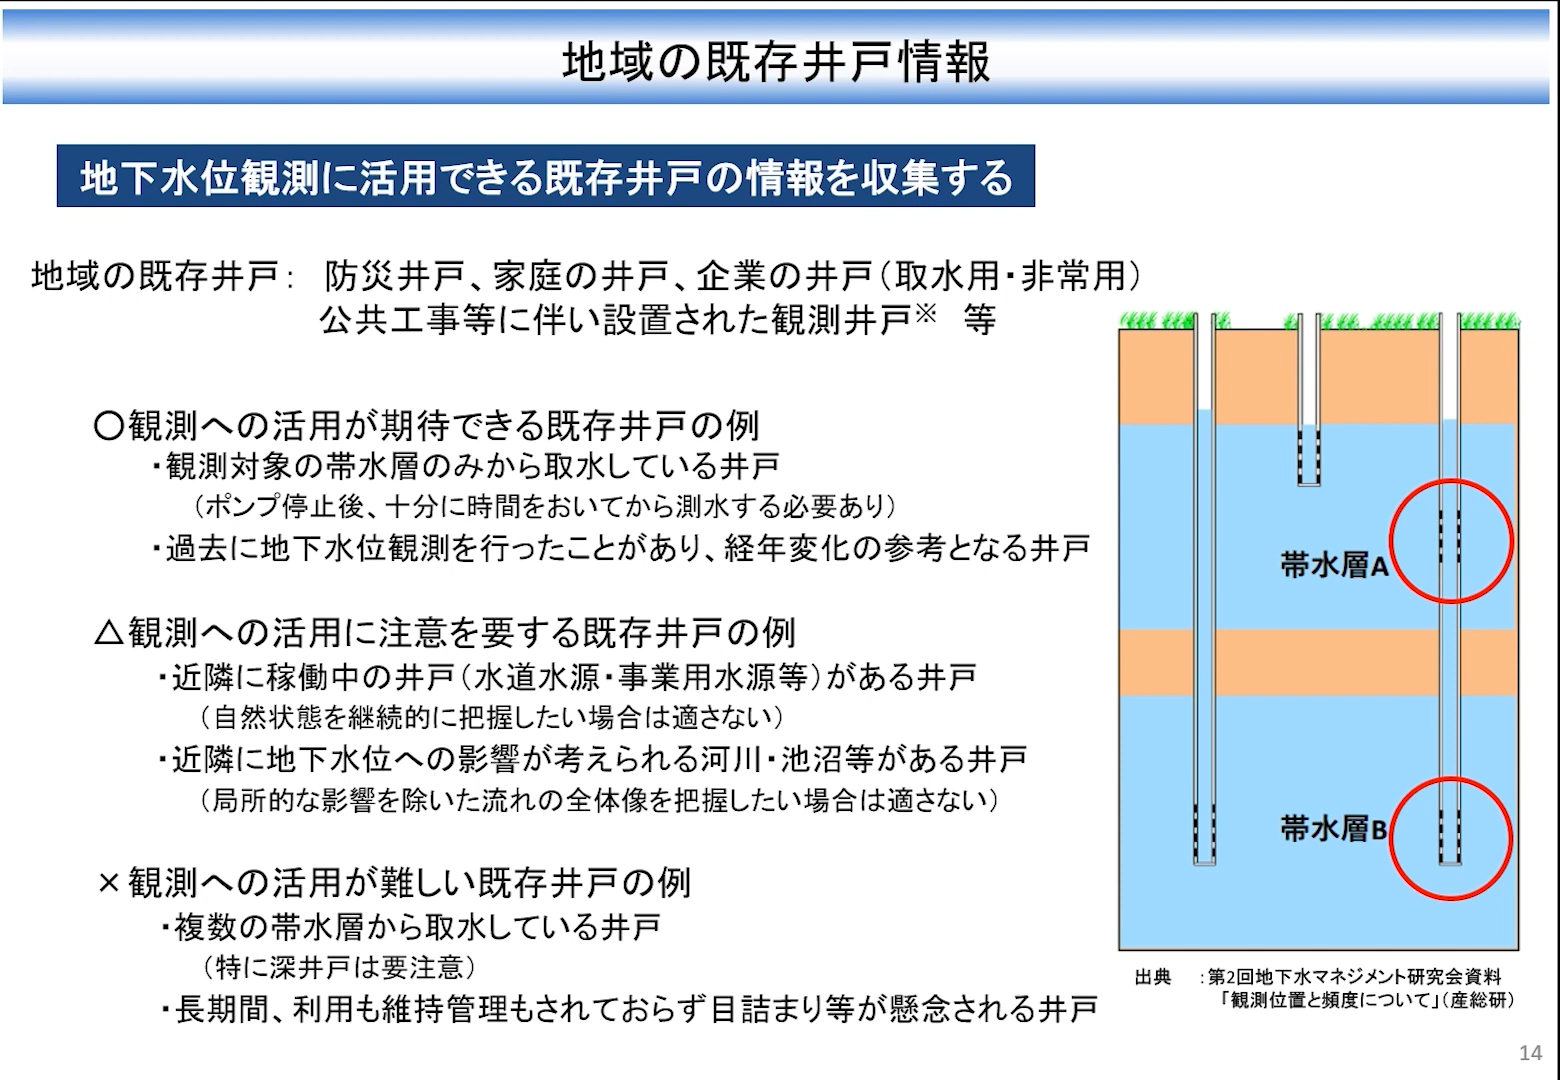 地域の既存井戸情報
地下水位観測に活用できる既存井戸の情報を収集する
地域の既存井戸： 防災井戸、家庭の井戸、企業の井戸（取水用・非常用）
公共工事等に伴い設置された観測井戸※ 等
〇観測への活用が期待できる既存井戸の例
・観測対象の帯水層のみから取水している井戸
（ポンプ停止後、十分に時間をおいてから測水する必要あり）
・過去に地下水位観測を行ったことがあり、経年変化の参考となる井戸
△観測への活用に注意を要する既存井戸の例
・近隣に稼働中の井戸（水道水源・事業用水源等）がある井戸
（自然状態を継続的に把握したい場合は適さない）
・近隣に地下水位への影響が考えられる河川・池沼等がある井戸
（局所的な影響を除いた流れの全体像を把握したい場合は適さない）
×観測への活用が難しい既存井戸の例
・複数の帯水層から取水している井戸
（特に深井戸は要注意）
・長期間、利用も維持管理もされておらず目詰まり等が懸念される井戸
帯水層A
帯水層B
出典 ：第2回地下水マネジメント研究会資料
「観測位置と頻度について」（産総研）
14